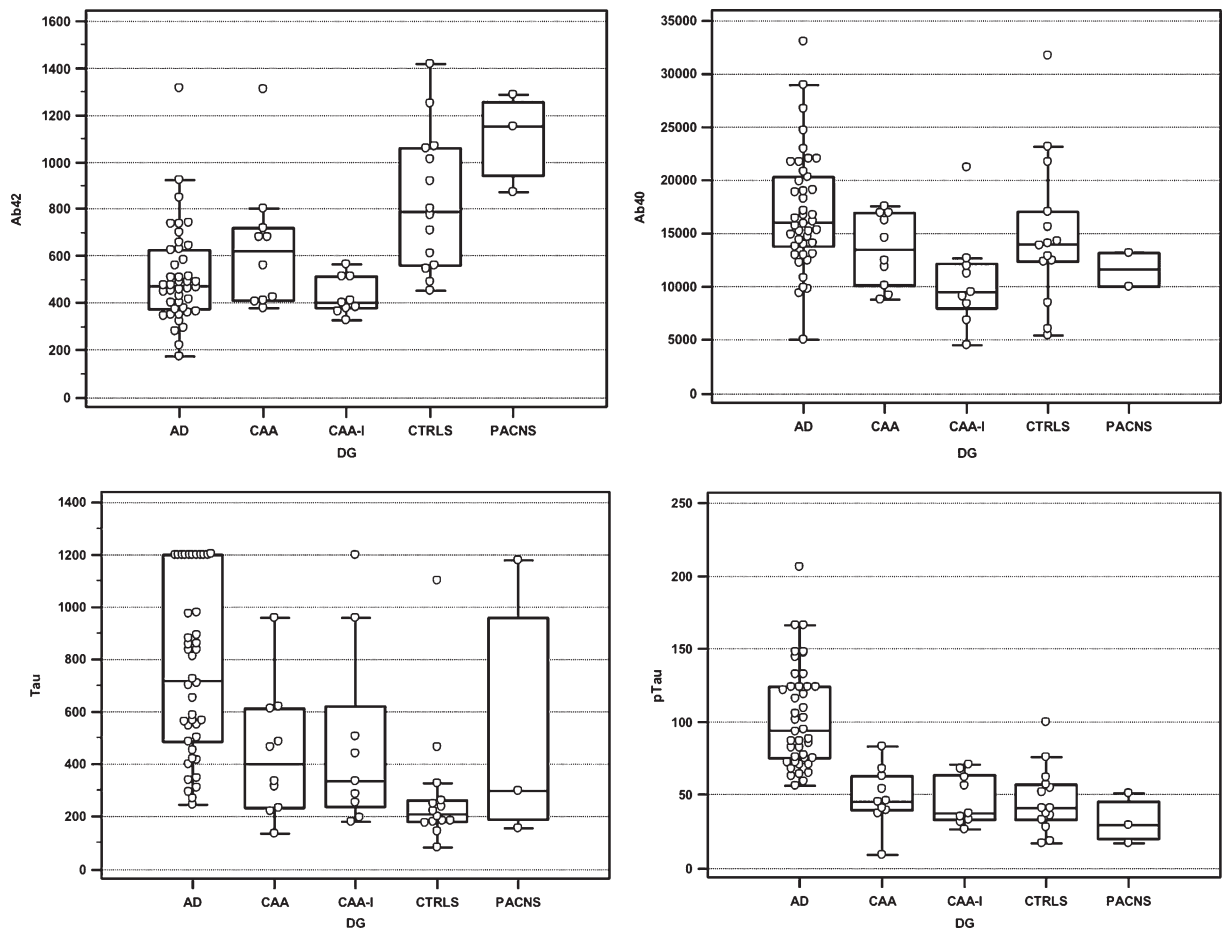 1600
1400
1200
1000
800
600
400
200
0
Ab42
AD CAA CAA-I CTRLS PACNS
DG
35000
30000
25000
20000
15000
10000
5000
0
Ab40
AD CAA CAA-I CTRLS PACNS
DG
1400
1200
1000
800
600
400
200
0
Tau
AD CAA CAA-I CTRLS PACNS
DG
250
200
150
100
50
0
pTau
AD CAA CAA-I CTRLS PACNS
DG